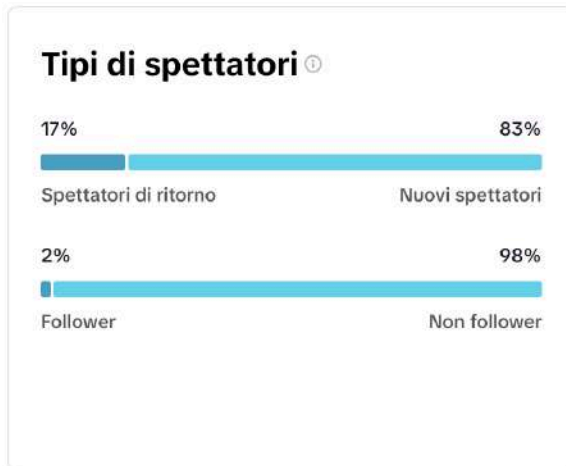 Tipi di spettatori
17% 83%
Spettatori di ritorno Nuovi spettatori
2% 98%
Follower Non follower